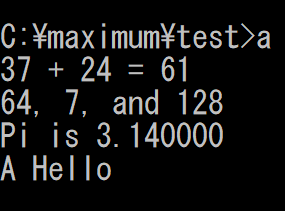 C:¥maximum¥test>a
37 + 24 = 61
64, 7, and 128
Pi is 3.140000
A Hello